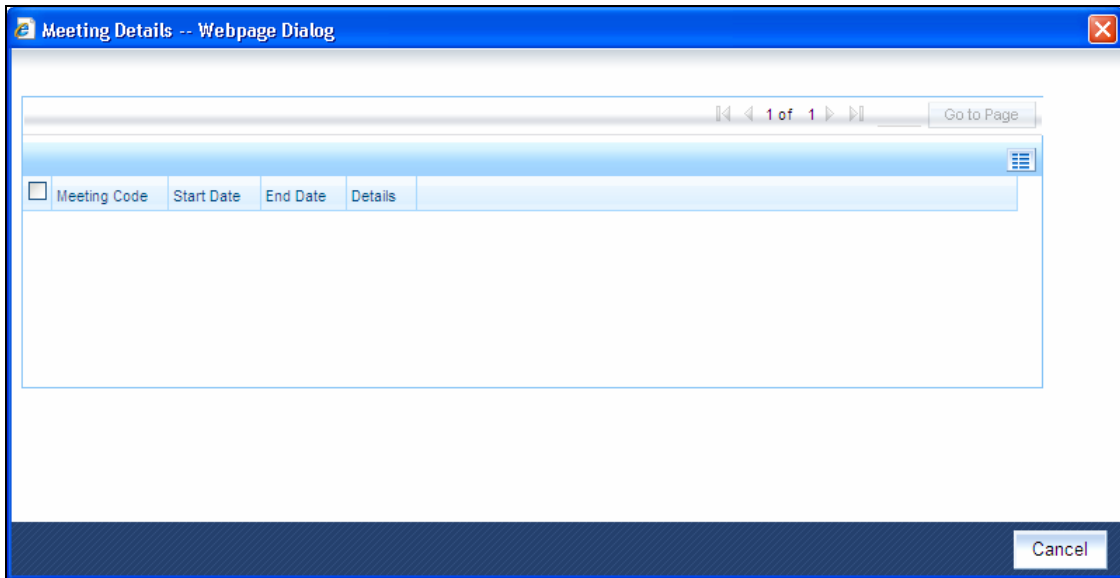 Meeting Details -- Webpage Dialog
1 of 1 Go to Page
Meeting Code Start Date End Date Details
Cancel